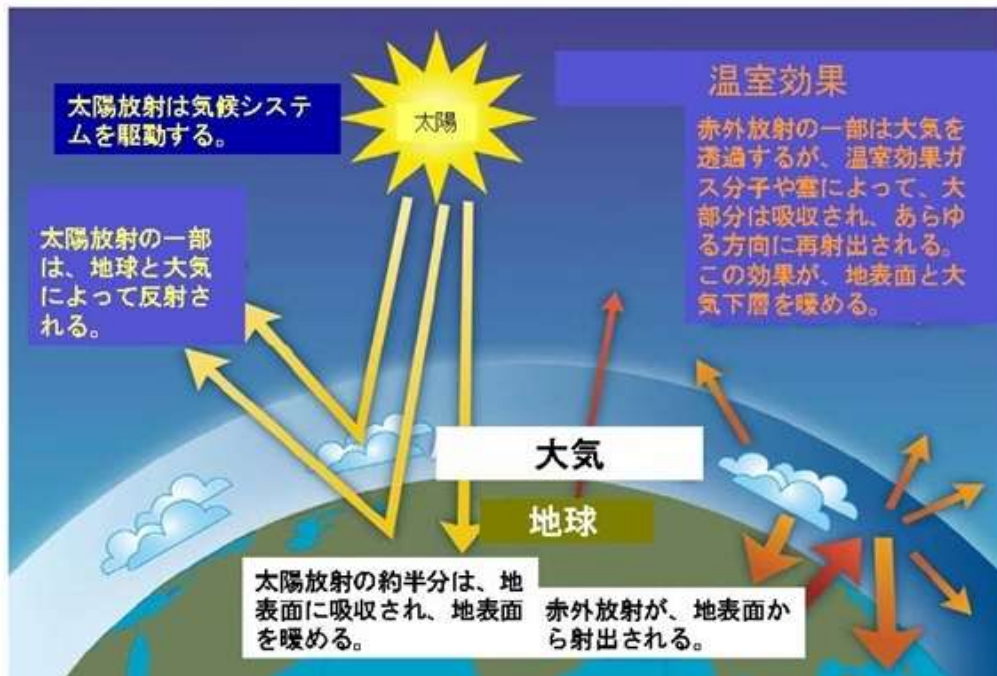 太陽放射は気候システ
ムを駆動する。
太陽
温室効果
赤外放射の一部は大気を
透過するが、温室効果ガ
ス分子や雲によって、大
部分は吸収され、あらゆ
る方向に再射出される。
この効果が、地表面と大
気下層を暖める。
太陽放射の一部
は、地球と大気
によって反射さ
れる。
大気
地球
太陽放射の約半分は、地
表面に吸収され、地表面
を暖める。
赤外放射が、地表面か
ら射出される。